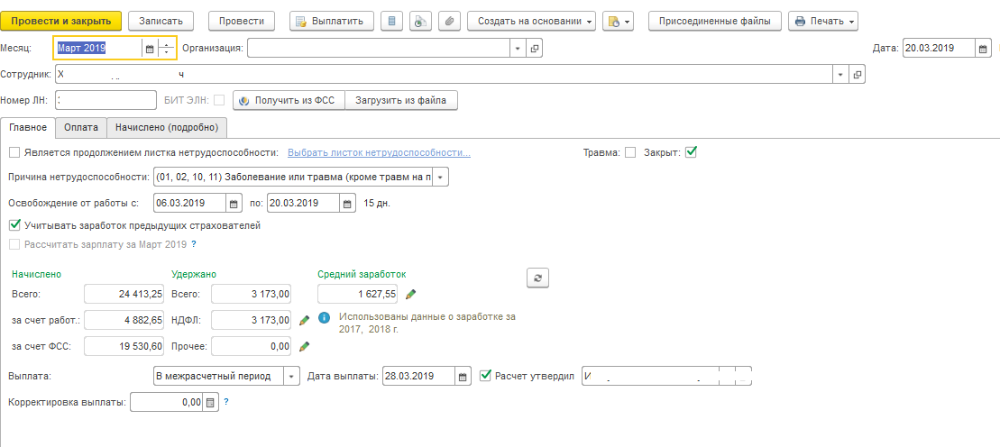 Провести и закрыть Записать Провести Выплатить Создать на основании Присоединенные файлы Печать
Месяц: Март 2019 Организация: Дата: 20.03.2019
Сотрудник: Х ч
Номер ЛН: БИТ ЭЛН: Получить из ФСС Загрузить из файла
Главное Оплата Начислено (подробно)
Является продолжением листка нетрудоспособности: Выбрать листок нетрудоспособности... Травма: Закрыт:
Причина нетрудоспособности: (01, 02, 10, 11) Заболевание или травма (кроме травм на п
Освобождение от работы с: 06.03.2019 по: 20.03.2019 15 дн.
Учитывать заработок предыдущих страхователей
Рассчитать зарплату за Март 2019 ?
Начислено Удержано Средний заработок
Всего: 24 413,25 Всего: 3 173,00 1 627,55
за счет работ.: 4 882,65 НДФЛ: 3 173,00 Использованы данные о заработке за
2017, 2018 г.
за счет ФСС: 19 530,60 Прочее: 0,00
Выплата: В межрасчетный период Дата выплаты: 28.03.2019 Расчет утвердил И
Корректировка выплаты: 0,00 ?